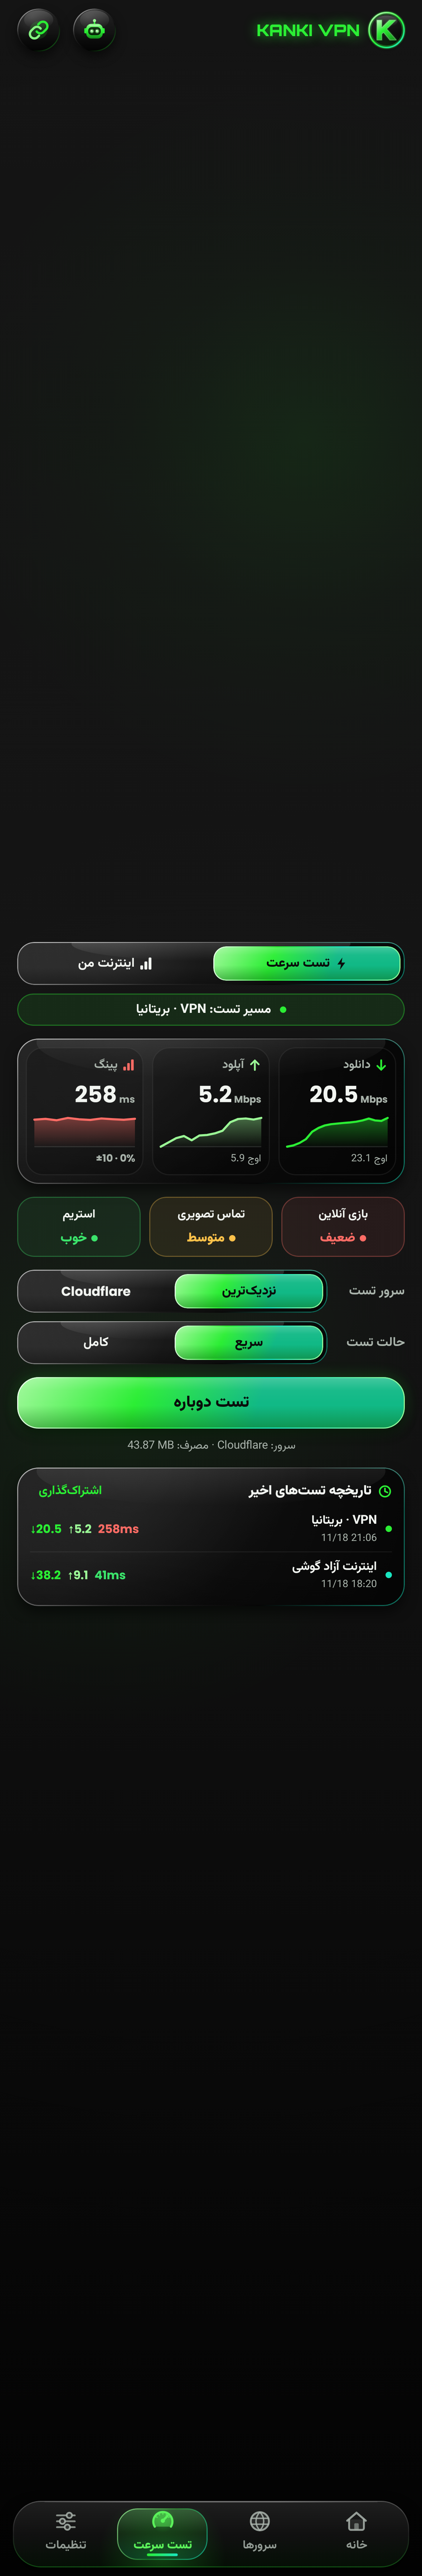 KANKI VPN
تست سرعت
اینترنت من
مسیر تست: VPN · بریتانیا
دانلود
20.5 Mbps
اوج 23.1
آپلود
5.2 Mbps
اوج 5.9
پینگ
258 ms
±10 · 0%
بازی آنلاین
ضعیف
تماس تصویری
متوسط
استریم
خوب
سرور تست
نزدیک‌ترین
Cloudflare
حالت تست
سریع
کامل
تست دوباره
سرور: Cloudflare · مصرف: 43.87 MB
تاریخچه تست‌های اخیر
اشتراک‌گذاری
VPN · بریتانیا
11/18 21:06
↓20.5 ↑5.2 258ms
اینترنت آزاد گوشی
11/18 18:20
↓38.2 ↑9.1 41ms
خانه
سرورها
تست سرعت
تنظیمات